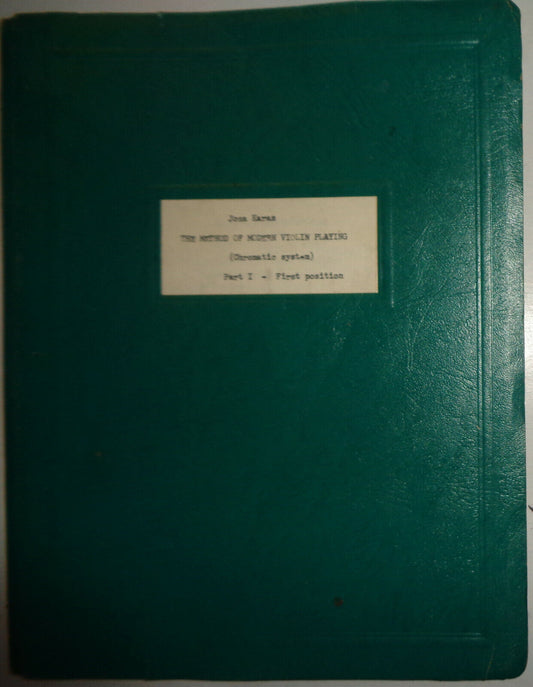 Joza Karas
THE METHOD OF MODERN VIOLIN PLAYING
(Chromatic system)
Part I - First position